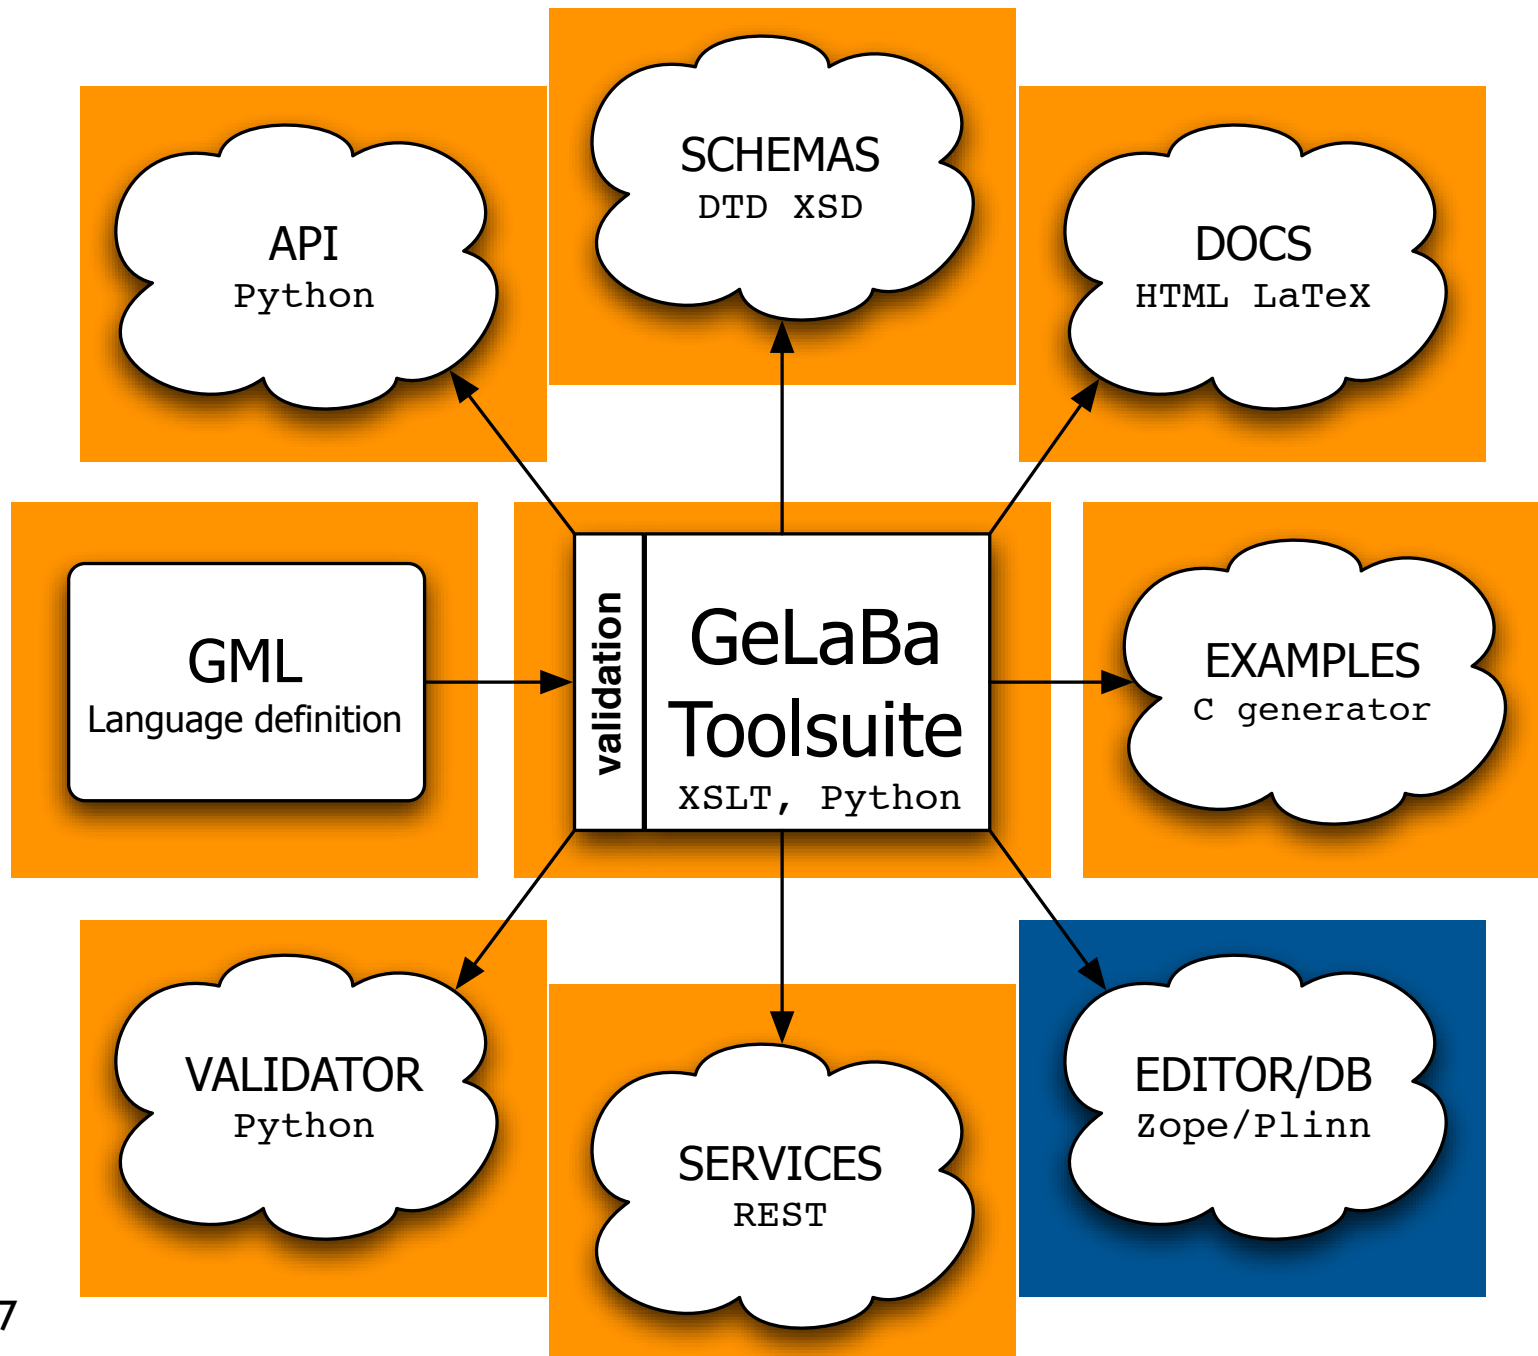 SCHEMAS
DTD XSD
API
Python
DOCS
HTML LaTeX
GML
Language definition
validation
GeLaBa
Toolsuite
XSLT, Python
EXAMPLES
C generator
VALIDATOR
Python
SERVICES
REST
EDITOR/DB
Zope/Plinn
7